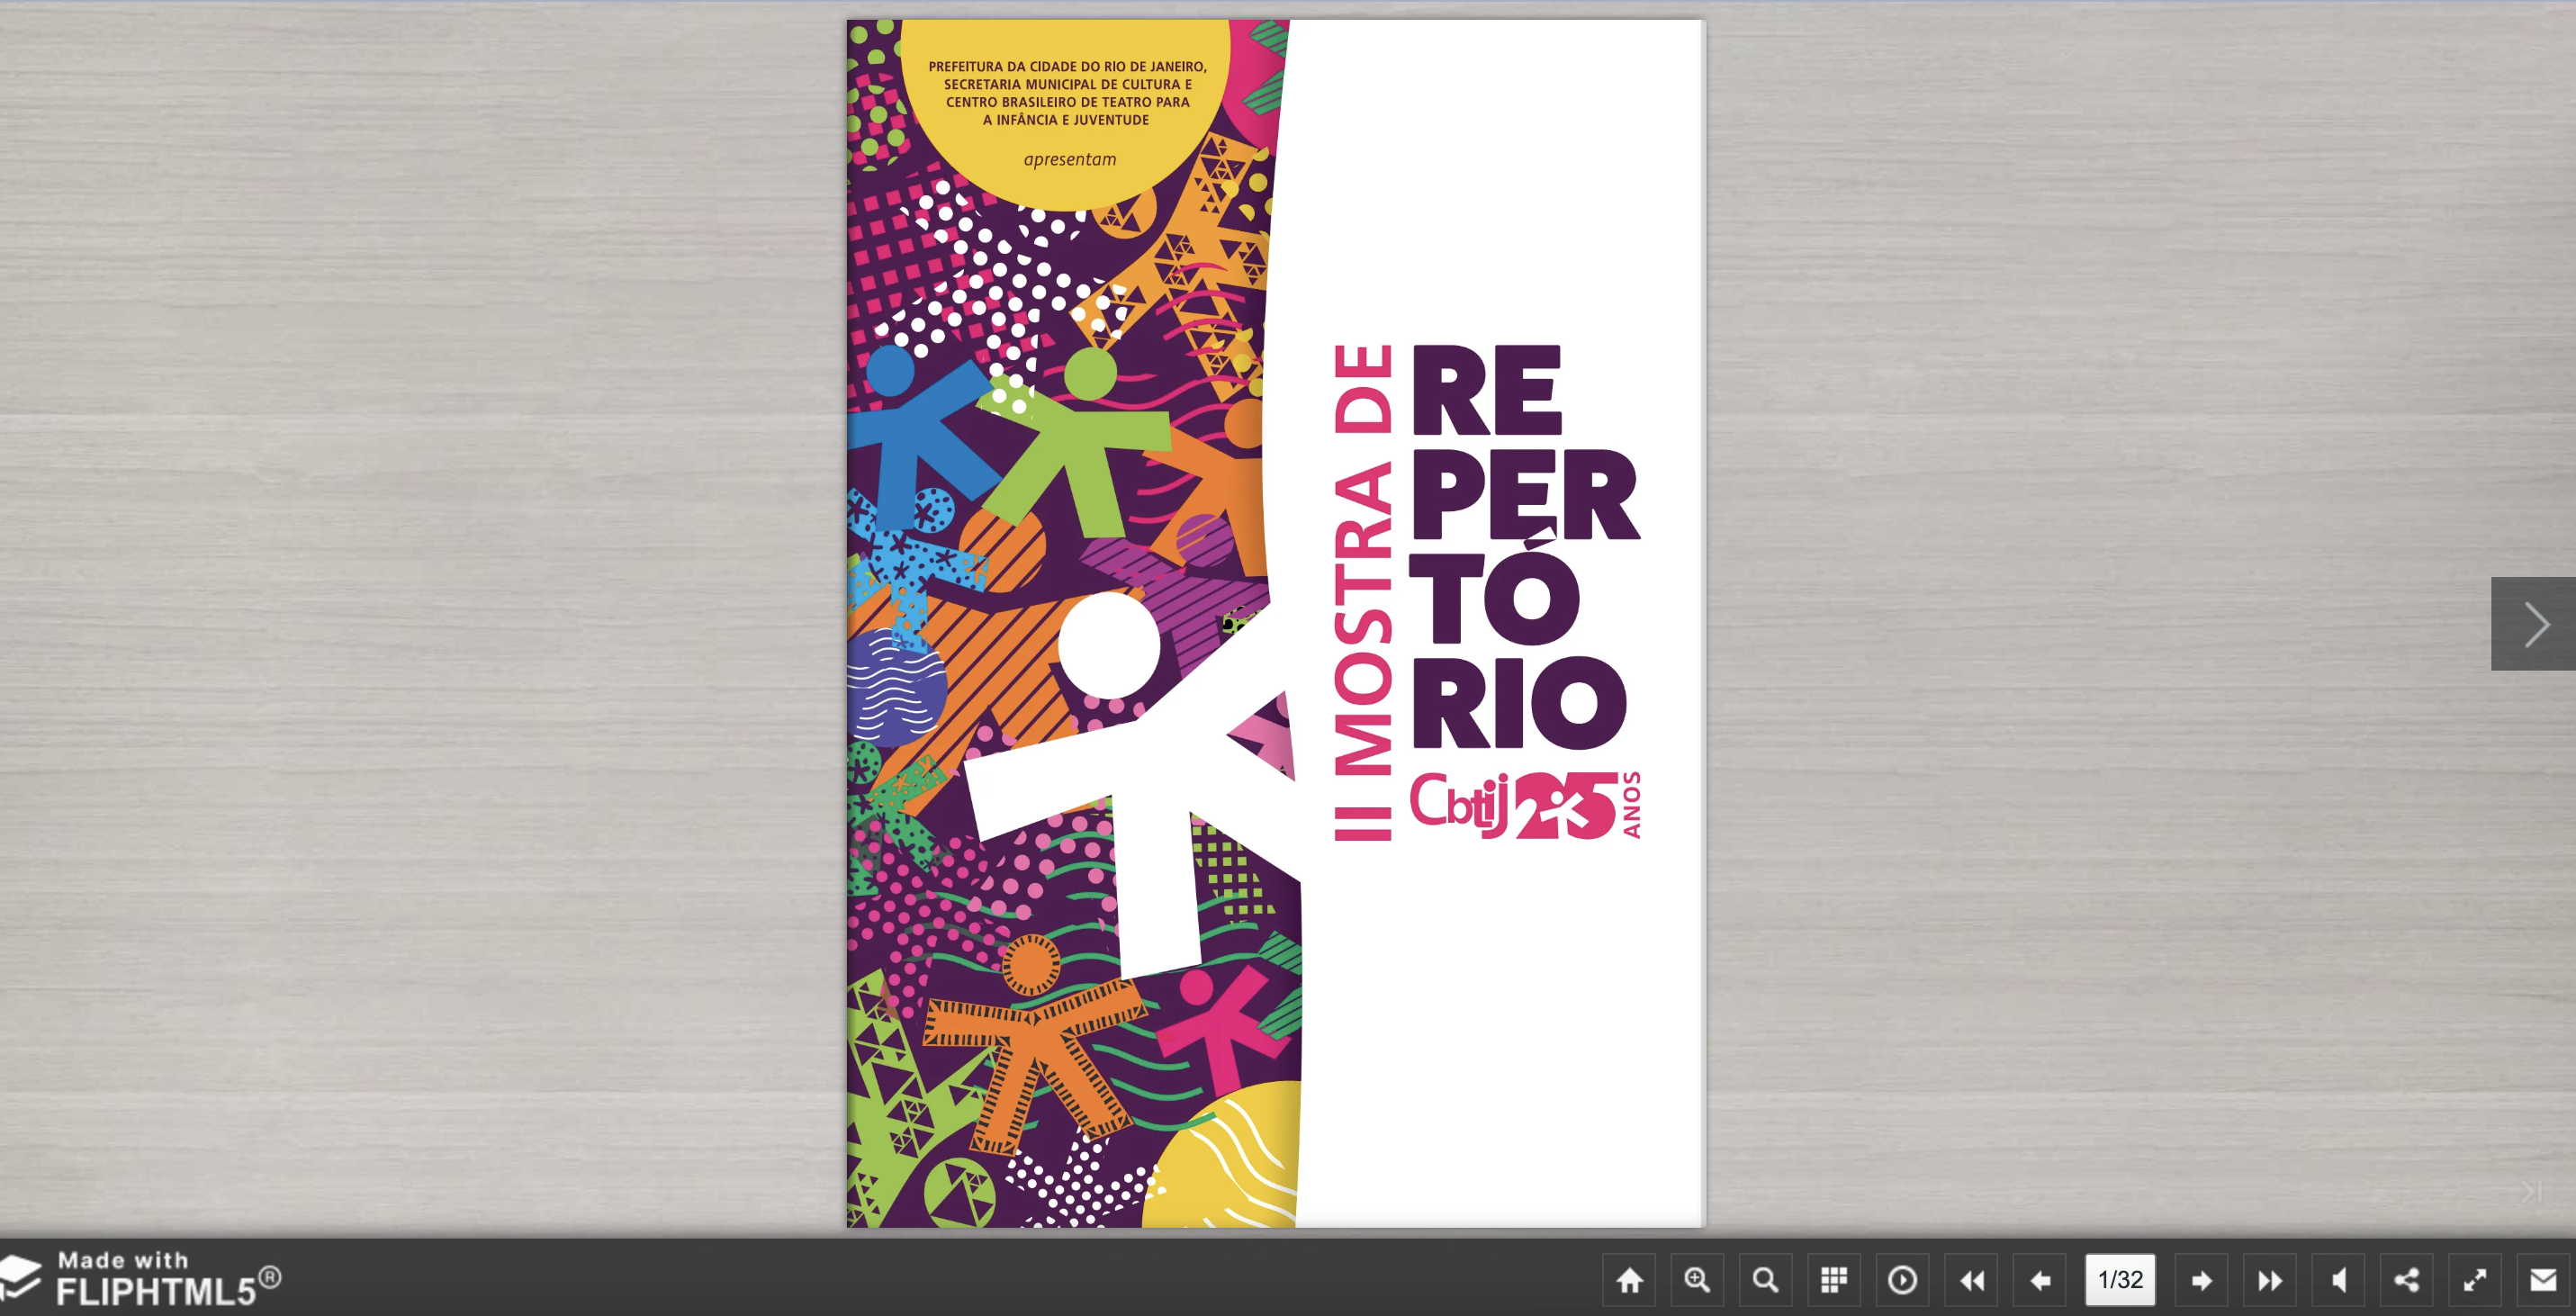 PREFEITURA DA CIDADE DO RIO DE JANEIRO,
SECRETARIA MUNICIPAL DE CULTURA E
CENTRO BRASILEIRO DE TEATRO PARA
A INFÂNCIA E JUVENTUDE
apresentam
II MOSTRA DE
RE
PER
TÓ
RIO
Cbtij 25 ANOS
Made with
FLIPHTML5®
1/32